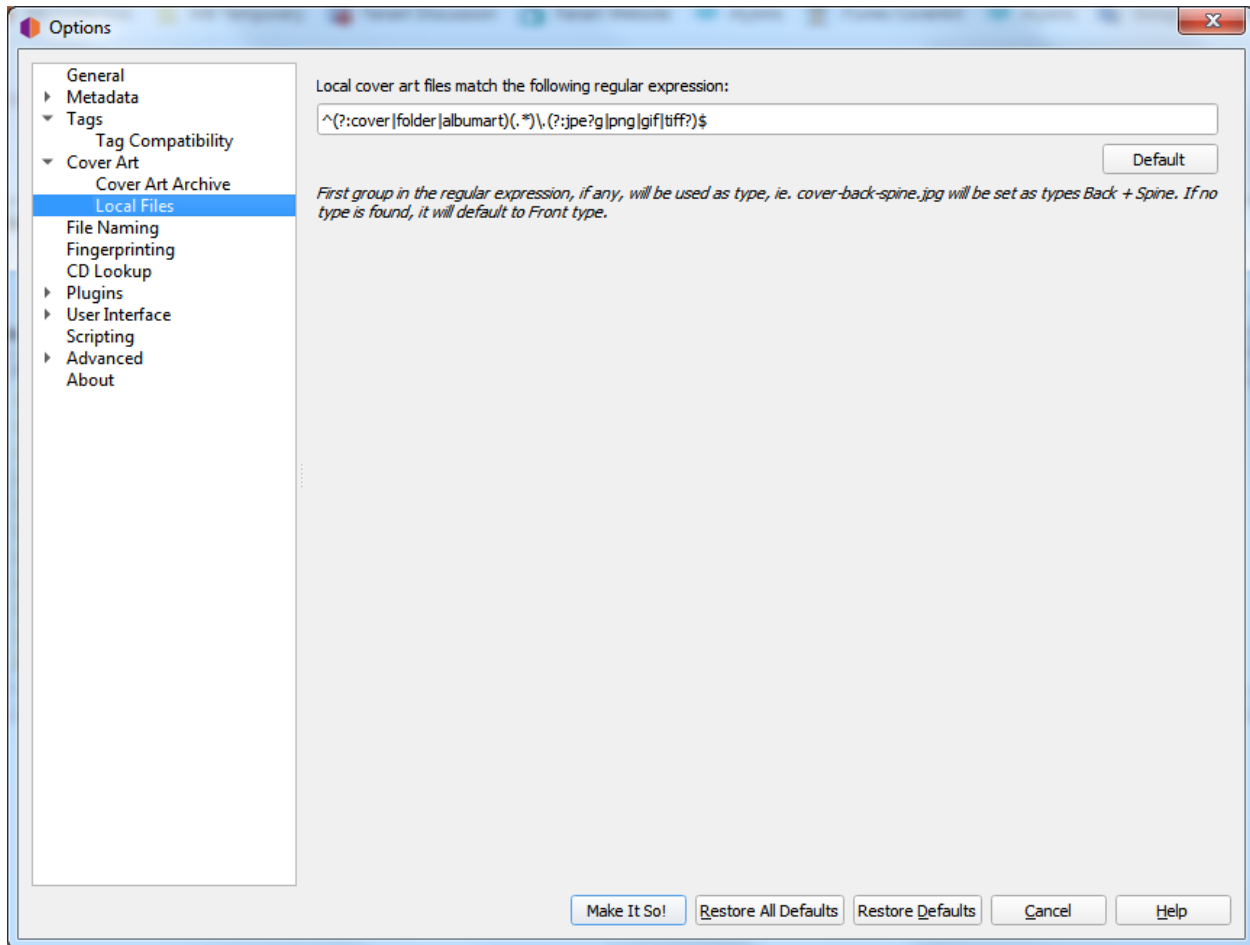 Options
General
Metadata
Tags
Tag Compatibility
Cover Art
Cover Art Archive
Local Files
File Naming
Fingerprinting
CD Lookup
Plugins
User Interface
Scripting
Advanced
About
Local cover art files match the following regular expression:
^(?:cover|folder|albumart)(.*)\.(?:jpe?g|png|gif|tiff?)$
Default
First group in the regular expression, if any, will be used as type, ie. cover-back-spine.jpg will be set as types Back + Spine. If no
type is found, it will default to Front type.
Make It So!
Restore All Defaults
Restore Defaults
Cancel
Help